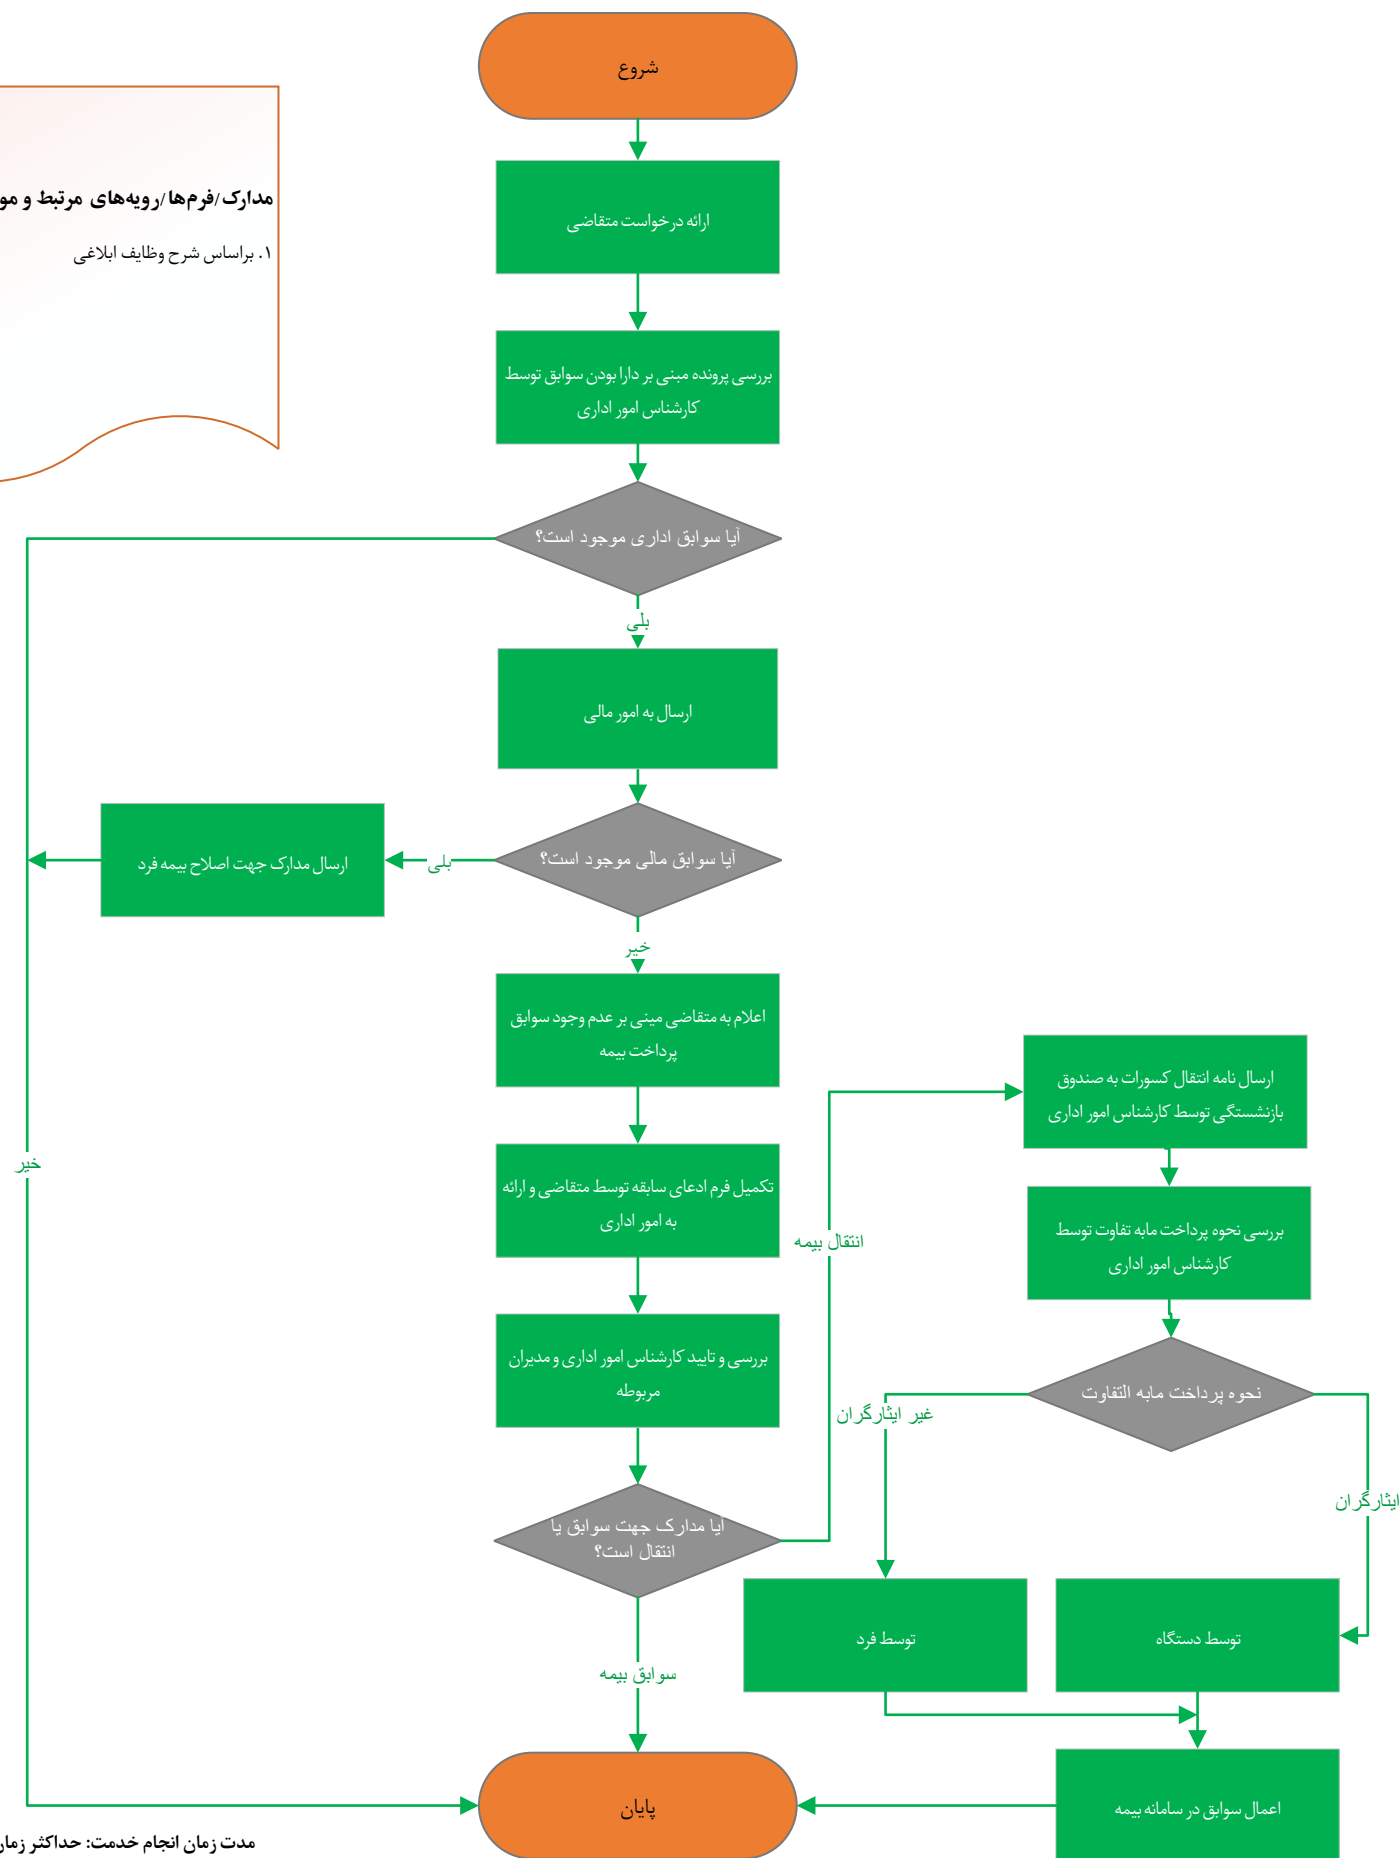 شروع
مدارک/فرم‌ها/رویه‌های مرتبط و
۱. براساس شرح وظایف ابلاغی
ارائه درخواست متقاضی
بررسی پرونده مبنی بر دارا بودن سوابق توسط
کارشناس امور اداری
آیا سوابق اداری موجود است؟
بلی
ارسال به امور مالی
آیا سوابق مالی موجود است؟
بلی
ارسال مدارک جهت اصلاح بیمه فرد
خیر
اعلام به متقاضی مینی بر عدم وجود سوابق
پرداخت بیمه
ارسال نامه انتقال کسورات به صندوق
بازنشستگی توسط کارشناس امور اداری
خیر
تکمیل فرم ادعای سابقه توسط متقاضی و ارائه
به امور اداری
انتقال بیمه
بررسی نحوه پرداخت مابه تفاوت توسط
کارشناس امور اداری
بررسی و تایید کارشناس امور اداری و مدیران
مربوطه
نحوه پرداخت مابه التفاوت
غیر ایثارگران
ایثارگران
آیا مدارک جهت سوابق یا
انتقال است؟
توسط فرد
توسط دستگاه
سوابق بیمه
پایان
اعمال سوابق در سامانه بیمه
مدت زمان انجام خدمت: حداکثر زمان